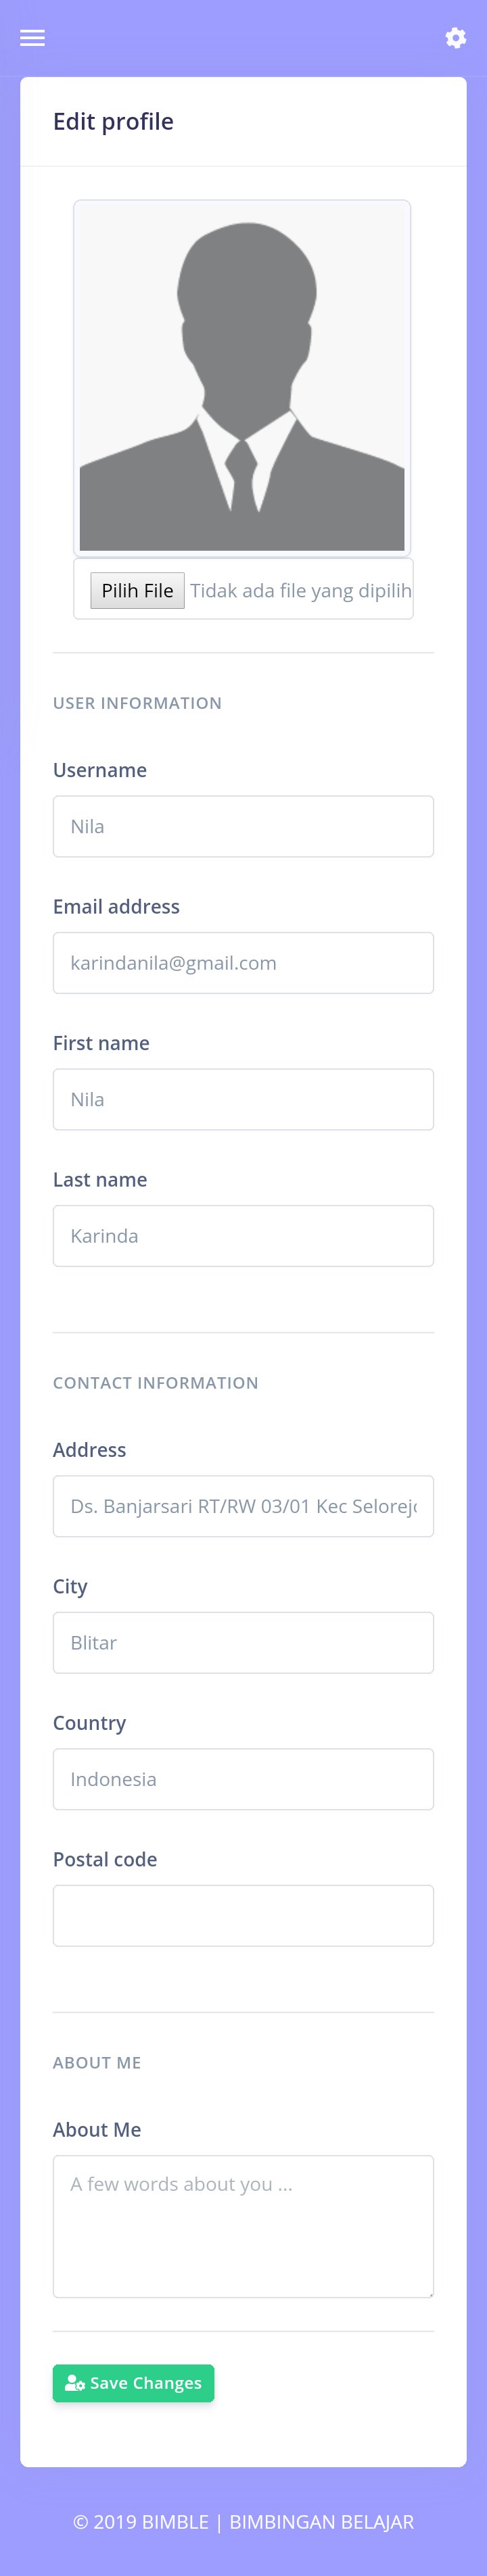 Edit profile
Pilih File Tidak ada file yang dipilih
USER INFORMATION
Username
Nila
Email address
karindanila@gmail.com
First name
Nila
Last name
Karinda
CONTACT INFORMATION
Address
Ds. Banjarsari RT/RW 03/01 Kec Selorejo
City
Blitar
Country
Indonesia
Postal code
ABOUT ME
About Me
A few words about you ...
Save Changes
© 2019 BIMBLE | BIMBINGAN BELAJAR